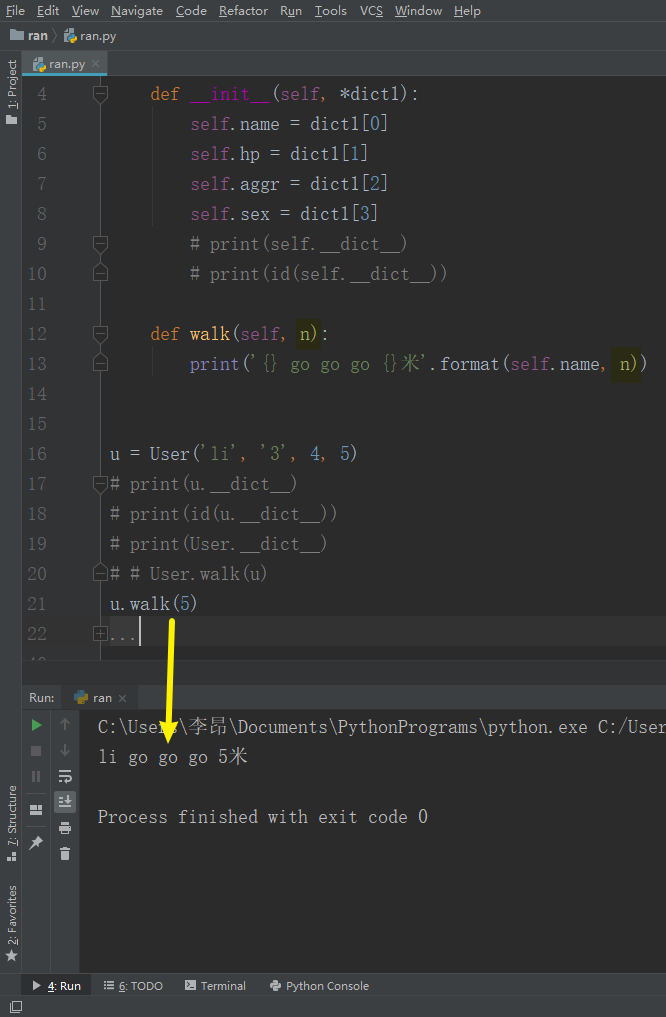 File Edit View Navigate Code Refactor Run Tools VCS Window Help
ran ran.py
ran.py
1: Project
4 def __init__(self, *dict1):
5 self.name = dict1[0]
6 self.hp = dict1[1]
7 self.aggr = dict1[2]
8 self.sex = dict1[3]
9 # print(self.__dict__)
10 # print(id(self.__dict__))
11
12 def walk(self, n):
13 print('{} go go go {}米'.format(self.name, n))
14
15
16 u = User('li', '3', 4, 5)
17 # print(u.__dict__)
18 # print(id(u.__dict__))
19 # print(User.__dict__)
20 # # User.walk(u)
21 u.walk(5)
22 ...
Run: ran
C:\Users\李昂\Documents\PythonPrograms\python.exe C:/User
li go go go 5米
Process finished with exit code 0
7: Structure
2: Favorites
4: Run 6: TODO Terminal Python Console